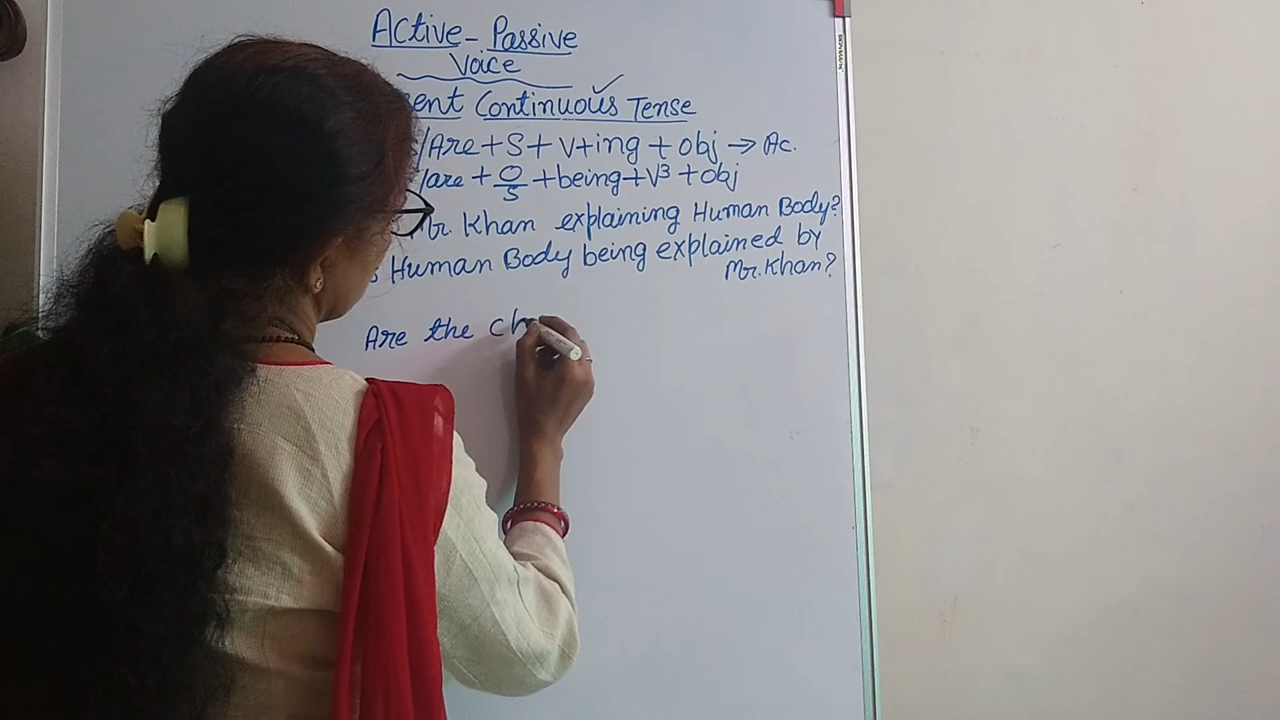 Active - Passive
Voice
ent Continuous Tense
/Are + S + V + ing + obj → Ac.
/are + O/S + being + V³ + obj
Mr. Khan explaining Human Body?
s Human Body being explained by
Mr. Khan?
Are the ch